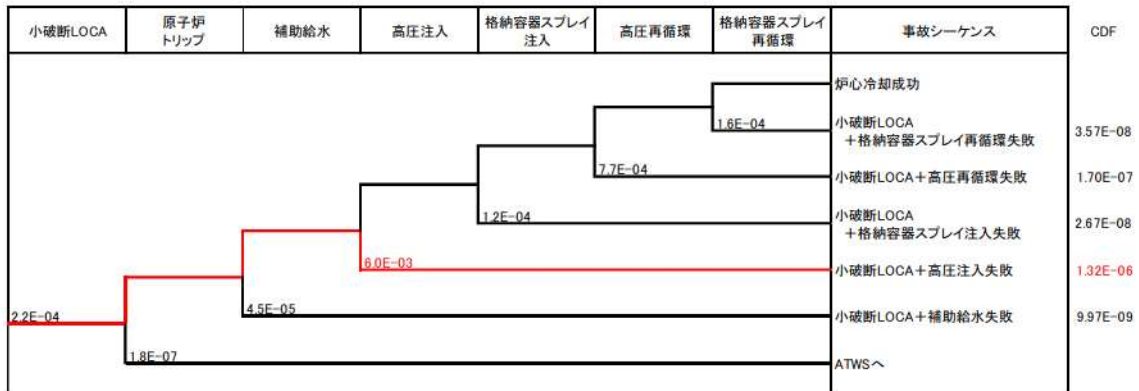 小破断LOCA
原子炉
トリップ
補助給水
高圧注入
格納容器スプレイ
注入
高圧再循環
格納容器スプレイ
再循環
事故シーケンス
CDF
炉心冷却成功
1.6E-04
小破断LOCA
+格納容器スプレイ再循環失敗
3.57E-08
7.7E-04
小破断LOCA+高圧再循環失敗
1.70E-07
1.2E-04
小破断LOCA
+格納容器スプレイ注入失敗
2.67E-08
6.0E-03
小破断LOCA+高圧注入失敗
1.32E-06
2.2E-04
4.5E-05
小破断LOCA+補助給水失敗
9.97E-09
1.8E-07
ATWSへ